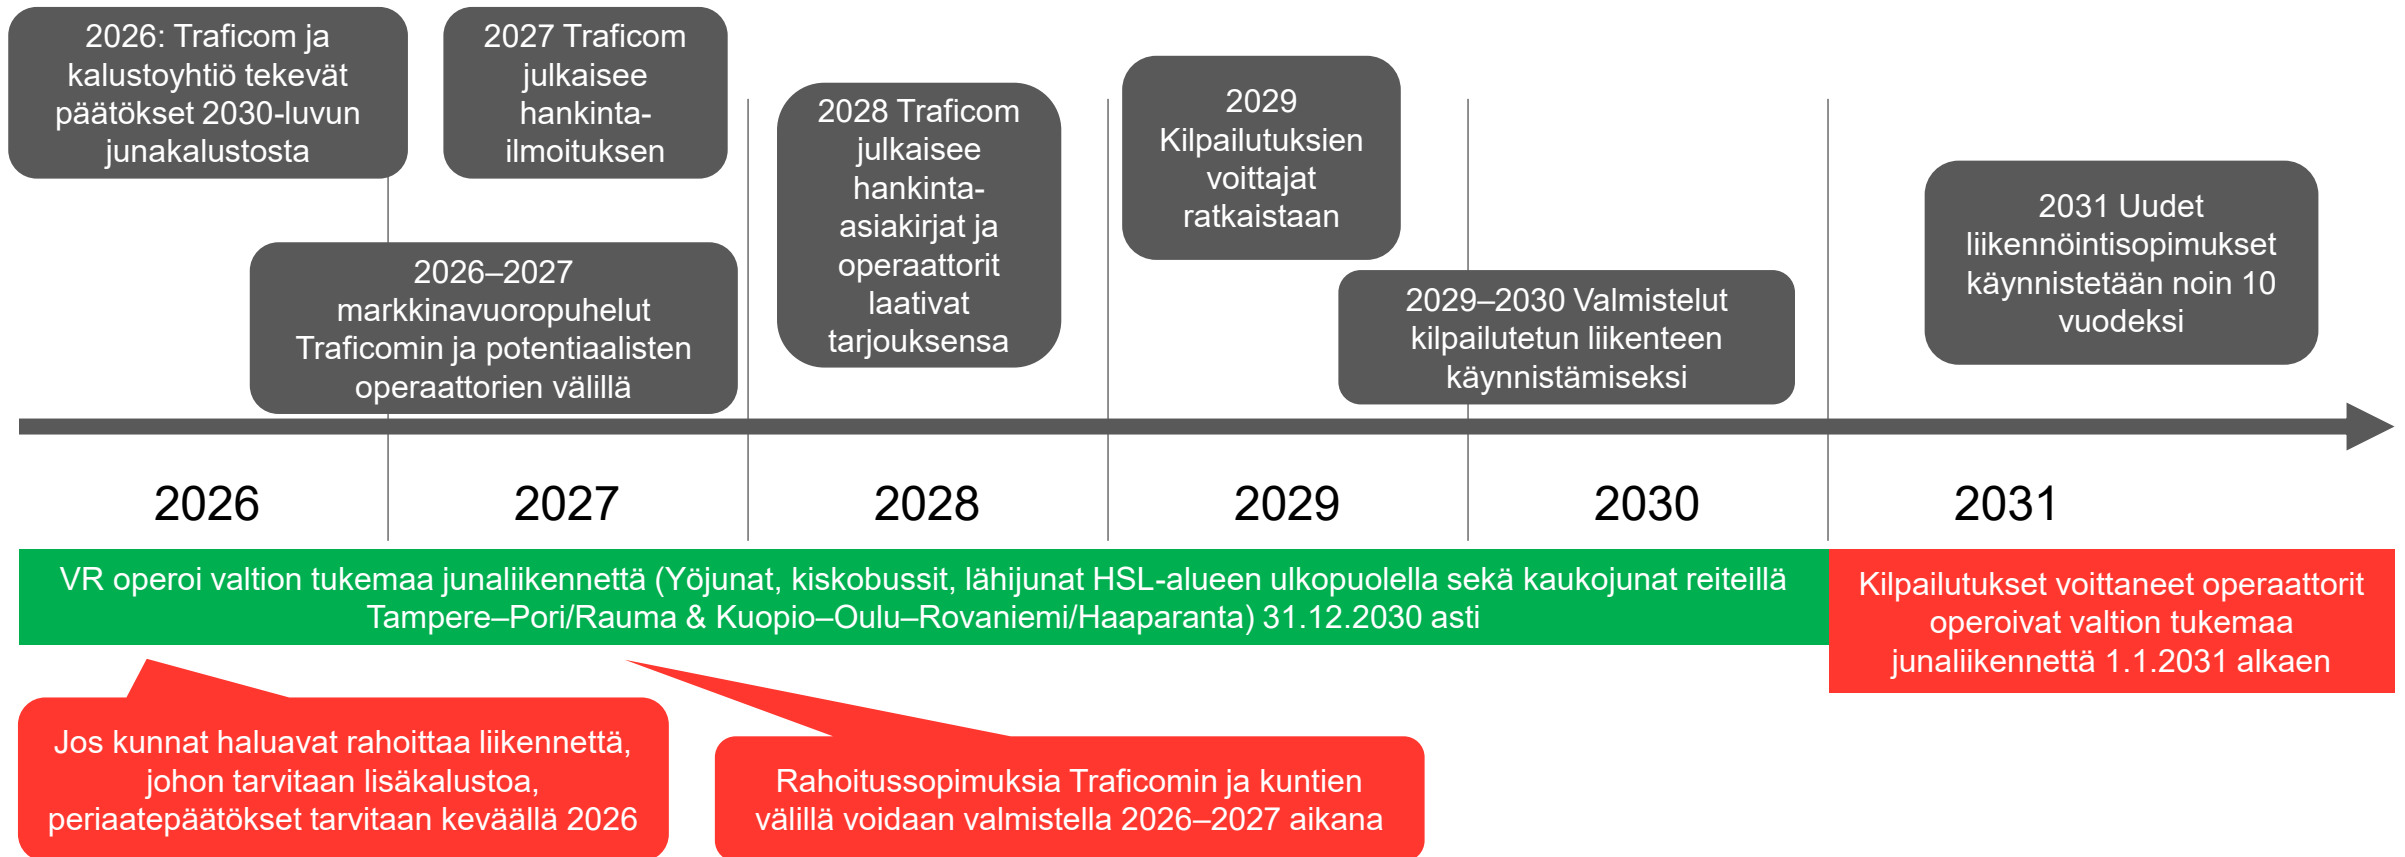 2026: Traficom ja
kalustoyhtiö tekevät
päätökset 2030-luvun
junakalustosta
2027 Traficom
julkaisee
hankinta-
ilmoituksen
2026–2027
markkinavuoropuhelut
Traficomin ja potentiaalisten
operaattorien välillä
2028 Traficom
julkaisee
hankinta-
asiakirjat ja
operaattorit
laativat
tarjouksensa
2029
Kilpailutuksien
voittajat
ratkaistaan
2029–2030 Valmistelut
kilpailutetun liikenteen
käynnistämiseksi
2031 Uudet
liikennöintisopimukset
käynnistetään noin 10
vuodeksi
2026
2027
2028
2029
2030
2031
VR operoi valtion tukemaa junaliikennettä (Yöjunat, kiskobussit, lähijunat HSL-alueen ulkopuolella sekä kaukojunat reiteillä
Tampere–Pori/Rauma & Kuopio–Oulu–Rovaniemi/Haaparanta) 31.12.2030 asti
Kilpailutukset voittaneet operaattorit
operoivat valtion tukemaa
junaliikennettä 1.1.2031 alkaen
Jos kunnat haluavat rahoittaa liikennettä,
johon tarvitaan lisäkalustoa,
periaatepäätökset tarvitaan keväällä 2026
Rahoitussopimuksia Traficomin ja kuntien
välillä voidaan valmistella 2026–2027 aikana